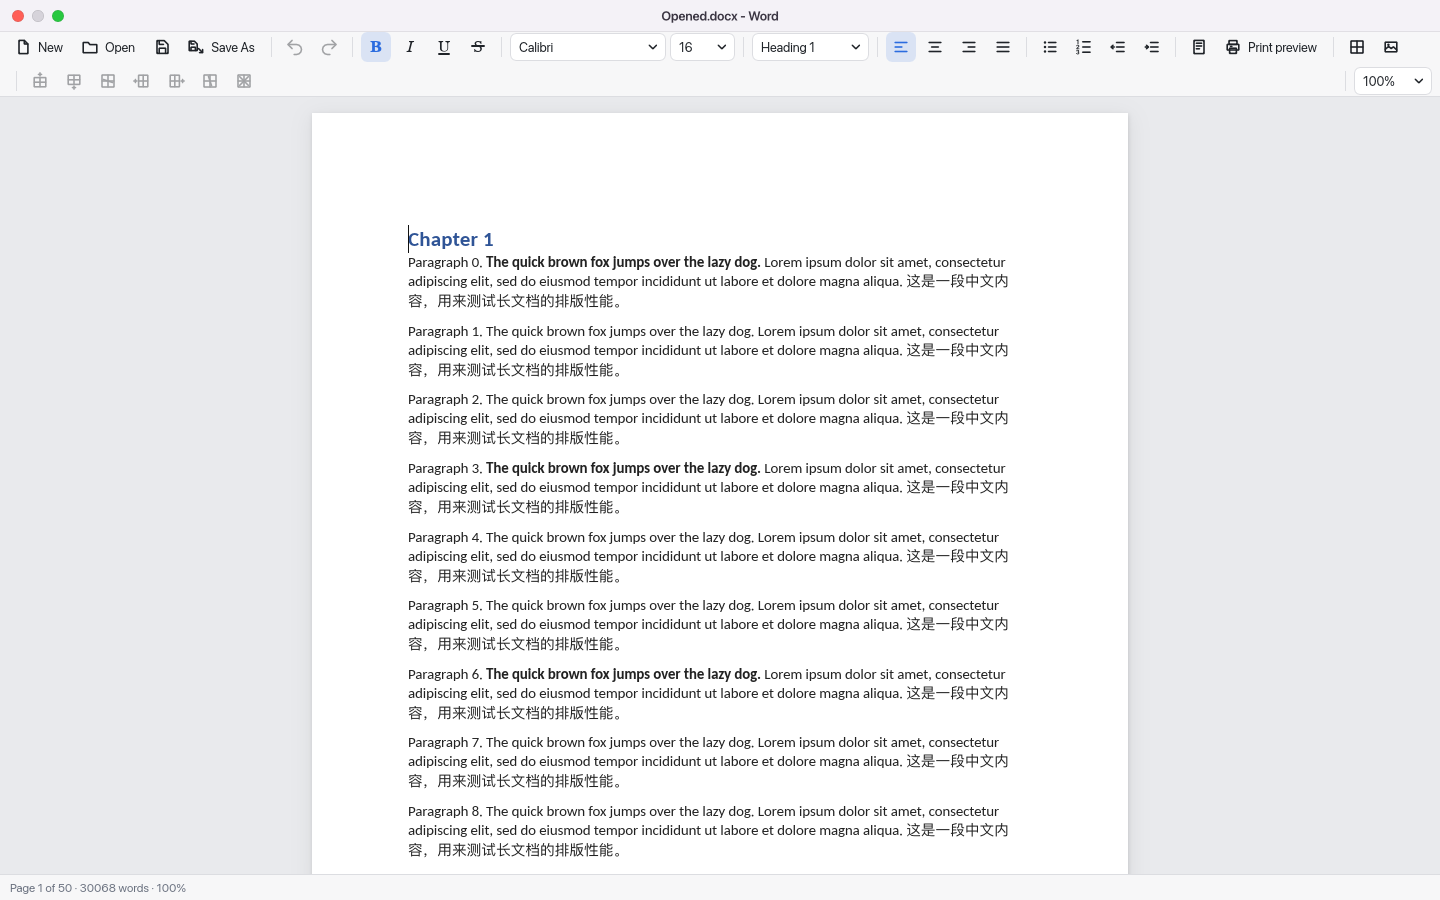 Opened.docx - Word
New Open Save As B I U S Calibri 16 Heading 1 Print preview
100%
Chapter 1
Paragraph 0. The quick brown fox jumps over the lazy dog. Lorem ipsum dolor sit amet, consectetur
adipiscing elit, sed do eiusmod tempor incididunt ut labore et dolore magna aliqua. 这是一段中文内
容，用来测试长文档的排版性能。
Paragraph 1. The quick brown fox jumps over the lazy dog. Lorem ipsum dolor sit amet, consectetur
adipiscing elit, sed do eiusmod tempor incididunt ut labore et dolore magna aliqua. 这是一段中文内
容，用来测试长文档的排版性能。
Paragraph 2. The quick brown fox jumps over the lazy dog. Lorem ipsum dolor sit amet, consectetur
adipiscing elit, sed do eiusmod tempor incididunt ut labore et dolore magna aliqua. 这是一段中文内
容，用来测试长文档的排版性能。
Paragraph 3. The quick brown fox jumps over the lazy dog. Lorem ipsum dolor sit amet, consectetur
adipiscing elit, sed do eiusmod tempor incididunt ut labore et dolore magna aliqua. 这是一段中文内
容，用来测试长文档的排版性能。
Paragraph 4. The quick brown fox jumps over the lazy dog. Lorem ipsum dolor sit amet, consectetur
adipiscing elit, sed do eiusmod tempor incididunt ut labore et dolore magna aliqua. 这是一段中文内
容，用来测试长文档的排版性能。
Paragraph 5. The quick brown fox jumps over the lazy dog. Lorem ipsum dolor sit amet, consectetur
adipiscing elit, sed do eiusmod tempor incididunt ut labore et dolore magna aliqua. 这是一段中文内
容，用来测试长文档的排版性能。
Paragraph 6. The quick brown fox jumps over the lazy dog. Lorem ipsum dolor sit amet, consectetur
adipiscing elit, sed do eiusmod tempor incididunt ut labore et dolore magna aliqua. 这是一段中文内
容，用来测试长文档的排版性能。
Paragraph 7. The quick brown fox jumps over the lazy dog. Lorem ipsum dolor sit amet, consectetur
adipiscing elit, sed do eiusmod tempor incididunt ut labore et dolore magna aliqua. 这是一段中文内
容，用来测试长文档的排版性能。
Paragraph 8. The quick brown fox jumps over the lazy dog. Lorem ipsum dolor sit amet, consectetur
adipiscing elit, sed do eiusmod tempor incididunt ut labore et dolore magna aliqua. 这是一段中文内
容，用来测试长文档的排版性能。
Page 1 of 50 · 30068 words · 100%